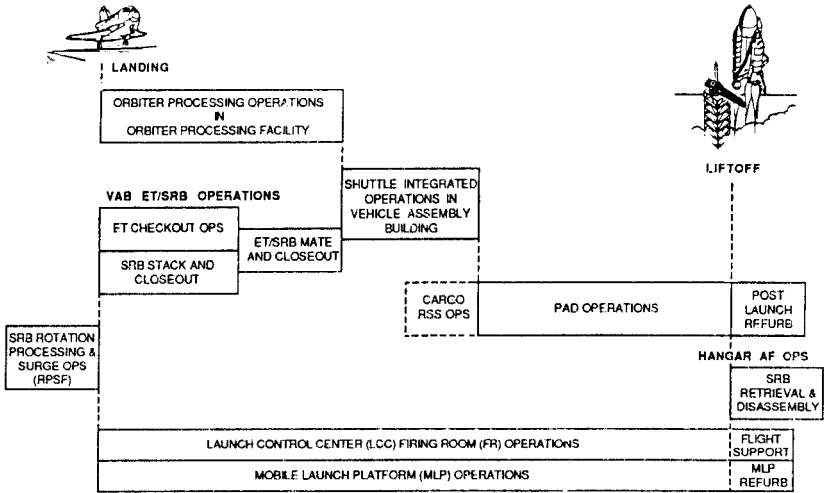 LANDING
ORBITER PROCESSING OPERATIONS
IN
ORBITER PROCESSING FACILITY
LIFTOFF
VAB ET/SRB OPERATIONS
SHUTTLE INTEGRATED
OPERATIONS IN
VEHICLE ASSEMBLY
BUILDING
FT CHECKOUT OPS
ET/SRB MATE
AND CLOSEOUT
SRB STACK AND
CLOSEOUT
CARCO
RSS OPS
PAD OPERATIONS
POST
LAUNCH
RFFURB
SRB ROTATION
PROCESSING &
SURGE OPS
(RPSF)
HANGAR AF OPS
SRB
RETRIEVAL &
DISASSEMBLY
LAUNCH CONTROL CENTER (LCC) FIRING ROOM (FR) OPERATIONS
FLIGHT
SUPPORT
MOBILE LAUNCH PLATFORM (MLP) OPERATIONS
MLP
REFURB